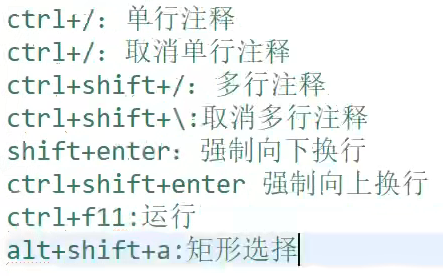 ctrl+/：单行注释
ctrl+/：取消单行注释
ctrl+shift+/：多行注释
ctrl+shift+\:取消多行注释
shift+enter：强制向下换行
ctrl+shift+enter 强制向上换行
ctrl+f11:运行
alt+shift+a:矩形选择